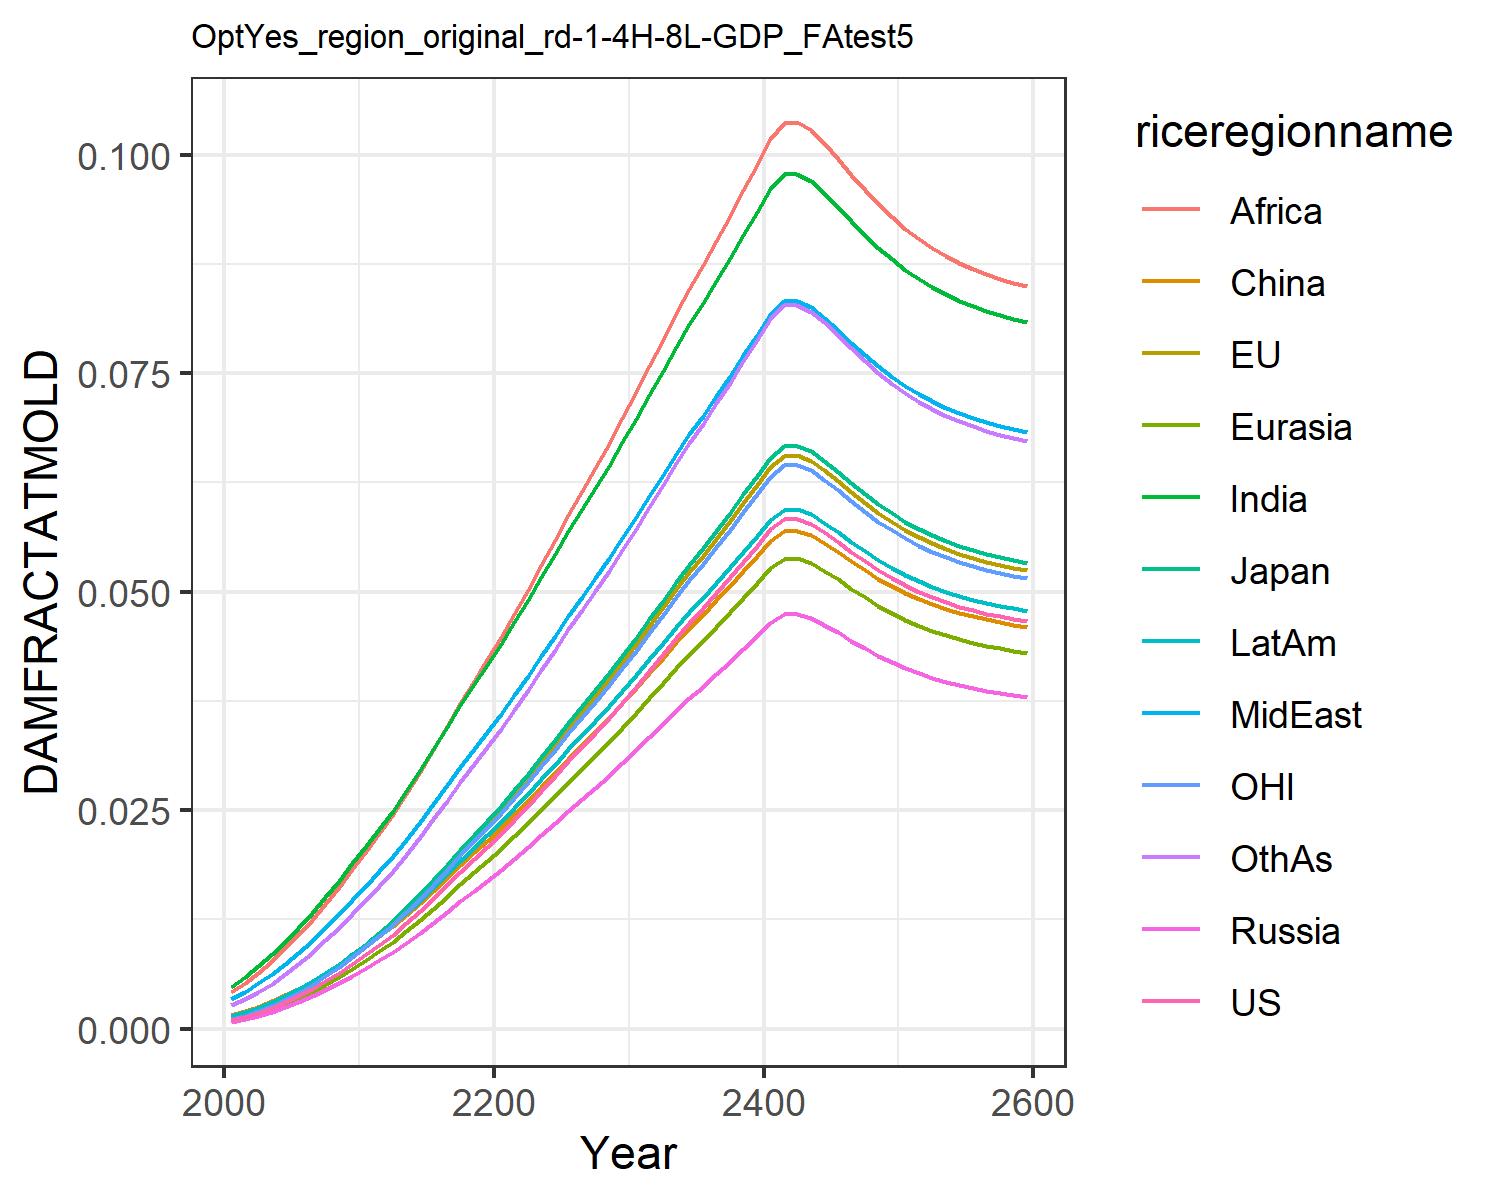 OptYes_region_original_rd-1-4H-8L-GDP_FAtest5
DAMFRACTATMOLD
0.100
0.075
0.050
0.025
0.000
2000 2200 2400 2600
Year
riceregionname
Africa
China
EU
Eurasia
India
Japan
LatAm
MidEast
OHI
OthAs
Russia
US